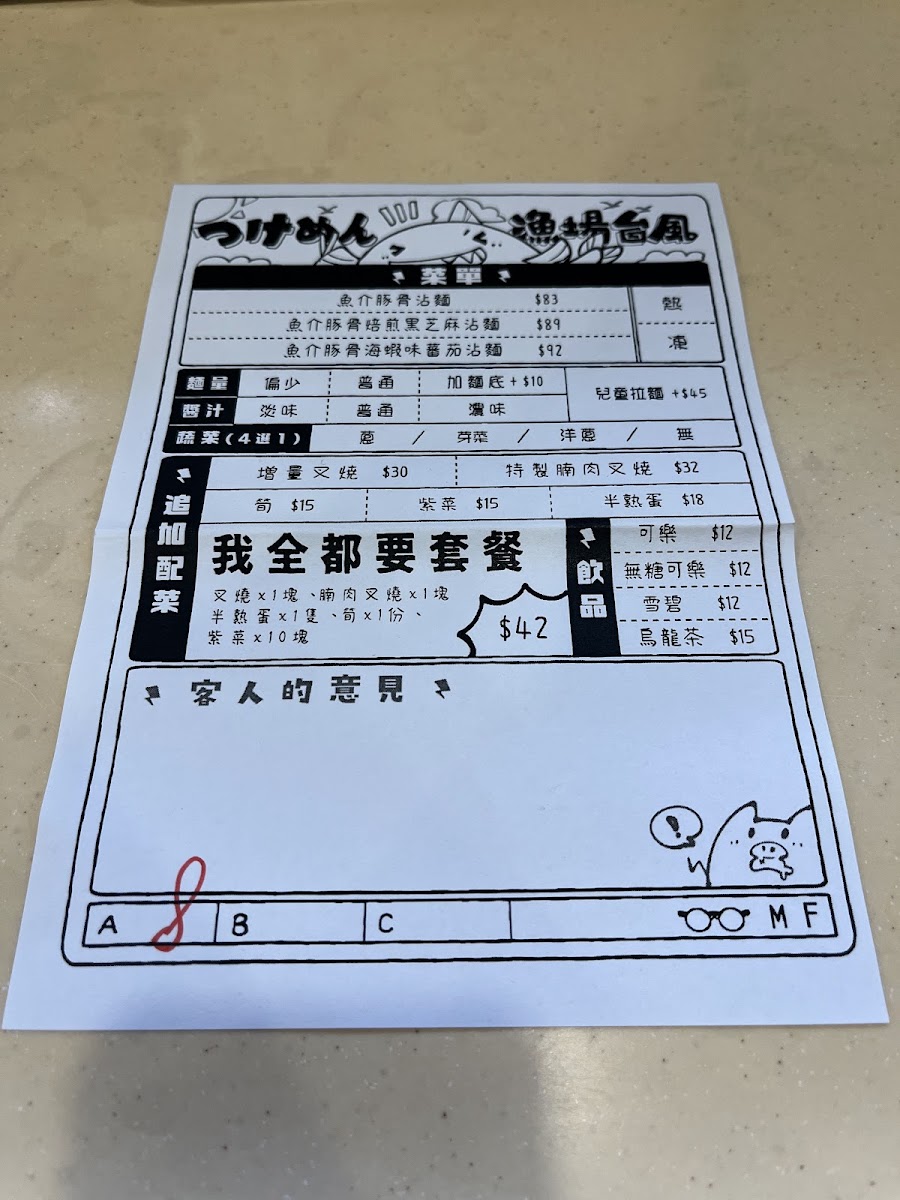 つけめん 漁場台風
菜單
魚介豚骨沾麵 $83
魚介豚骨焙煎黑芝麻沾麵 $89
魚介豚骨海蝦味蕃茄沾麵 $92
熱
凍
麵量 偏少 普通 加麵底+$10
醬汁 淡味 普通 濃味
兒童拉麵 +$45
蔬菜(4選1) 蔥 / 芽菜 / 洋蔥 / 無
追加配菜
增量叉燒 $30 特製腩肉叉燒 $32
筍 $15 紫菜 $15 半熟蛋 $18
我全都要套餐
叉燒x1塊、腩肉叉燒x1塊
半熟蛋x1隻、筍x1份、
紫菜x10塊
$42
飲品
可樂 $12
無糖可樂 $12
雪碧 $12
烏龍茶 $15
客人的意見
!
A 8 B C M F